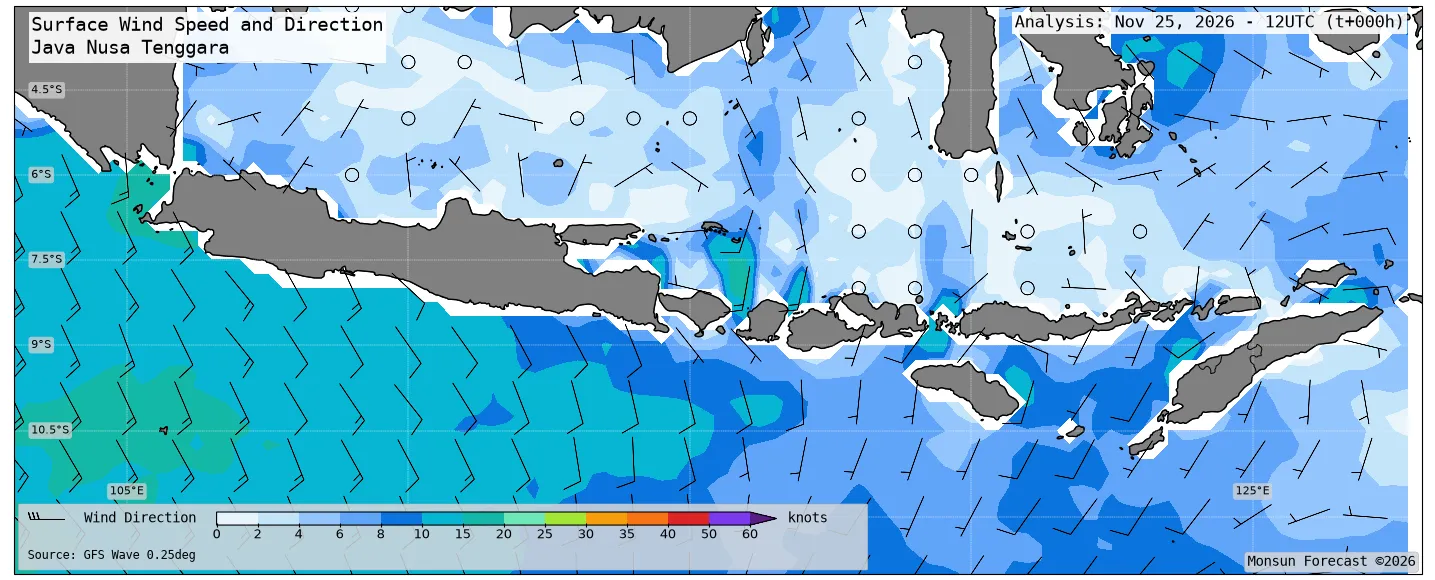 Surface Wind Speed and Direction
Java Nusa Tenggara
Analysis: Nov 25, 2026 - 12UTC (t+000h)
4.5°S
6°S
7.5°S
9°S
10.5°S
105°E
125°E
Wind Direction
0 2 4 6 8 10 15 20 25 30 35 40 50 60
knots
Source: GFS Wave 0.25deg
Monsun Forecast ©2026